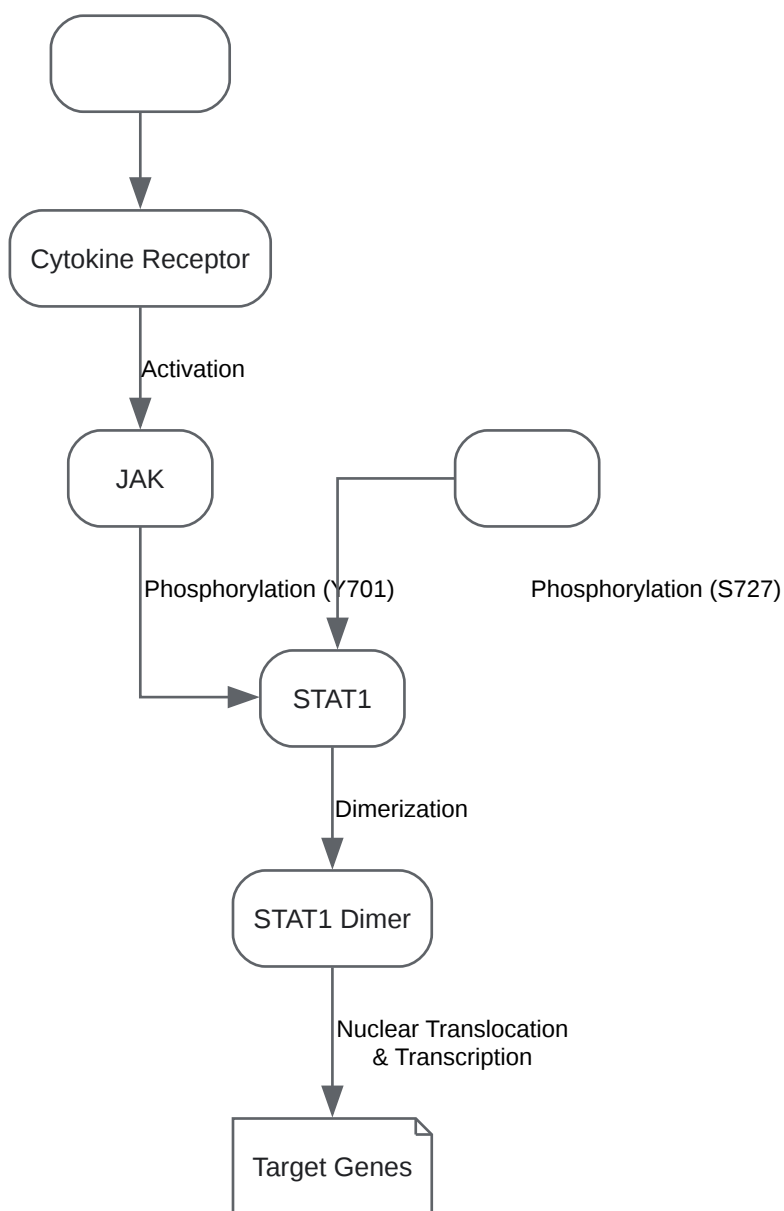 Cytokine Receptor
Activation
JAK
Phosphorylation (Y701)
Phosphorylation (S727)
STAT1
Dimerization
STAT1 Dimer
Nuclear Translocation
& Transcription
Target Genes